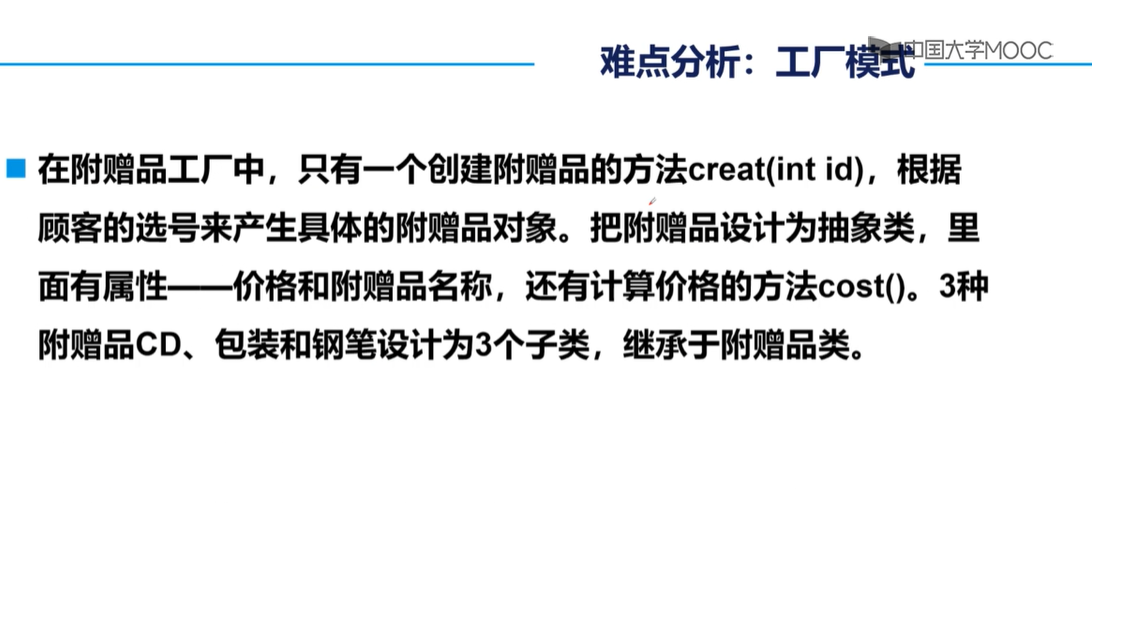 难点分析：工厂模式
中国大学MOOC
在附赠品工厂中，只有一个创建附赠品的方法creat(int id)，根据
顾客的选号来产生具体的附赠品对象。把附赠品设计为抽象类，里
面有属性——价格和附赠品名称，还有计算价格的方法cost()。3种
附赠品CD、包装和钢笔设计为3个子类，继承于附赠品类。